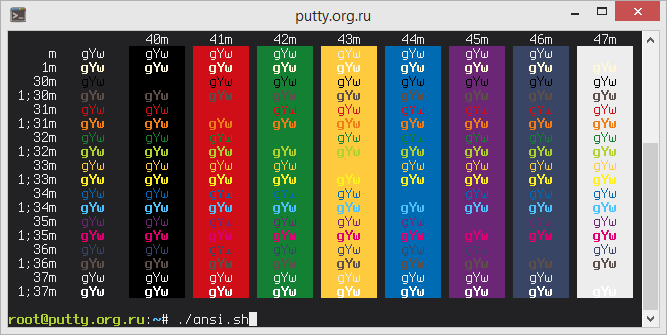 putty.org.ru
40m 41m 42m 43m 44m 45m 46m 47m
m gYw gYw gYw gYw gYw gYw gYw gYw
1m gYw gYw gYw gYw gYw gYw gYw gYw gYw
30m gYw gYw gYw gYw gYw gYw gYw gYw
1;30m gYw gYw gYw gYw gYw gYw gYw gYw gYw
31m gYw gYw gYw gYw gYw gYw gYw gYw
1;31m gYw gYw gYw gYw gYw gYw gYw gYw gYw
32m gYw gYw gYw gYw gYw gYw gYw gYw
1;32m gYw gYw gYw gYw gYw gYw gYw gYw gYw
33m gYw gYw gYw gYw gYw gYw gYw gYw
1;33m gYw gYw gYw gYw gYw gYw gYw gYw gYw
34m gYw gYw gYw gYw gYw gYw gYw gYw
1;34m gYw gYw gYw gYw gYw gYw gYw gYw gYw
35m gYw gYw gYw gYw gYw gYw gYw gYw
1;35m gYw gYw gYw gYw gYw gYw gYw gYw gYw
36m gYw gYw gYw gYw gYw gYw gYw gYw
1;36m gYw gYw gYw gYw gYw gYw gYw gYw gYw
37m gYw gYw gYw gYw gYw gYw gYw gYw
1;37m gYw gYw gYw gYw gYw gYw gYw gYw gYw
root@putty.org.ru:~# ./ansi.sh